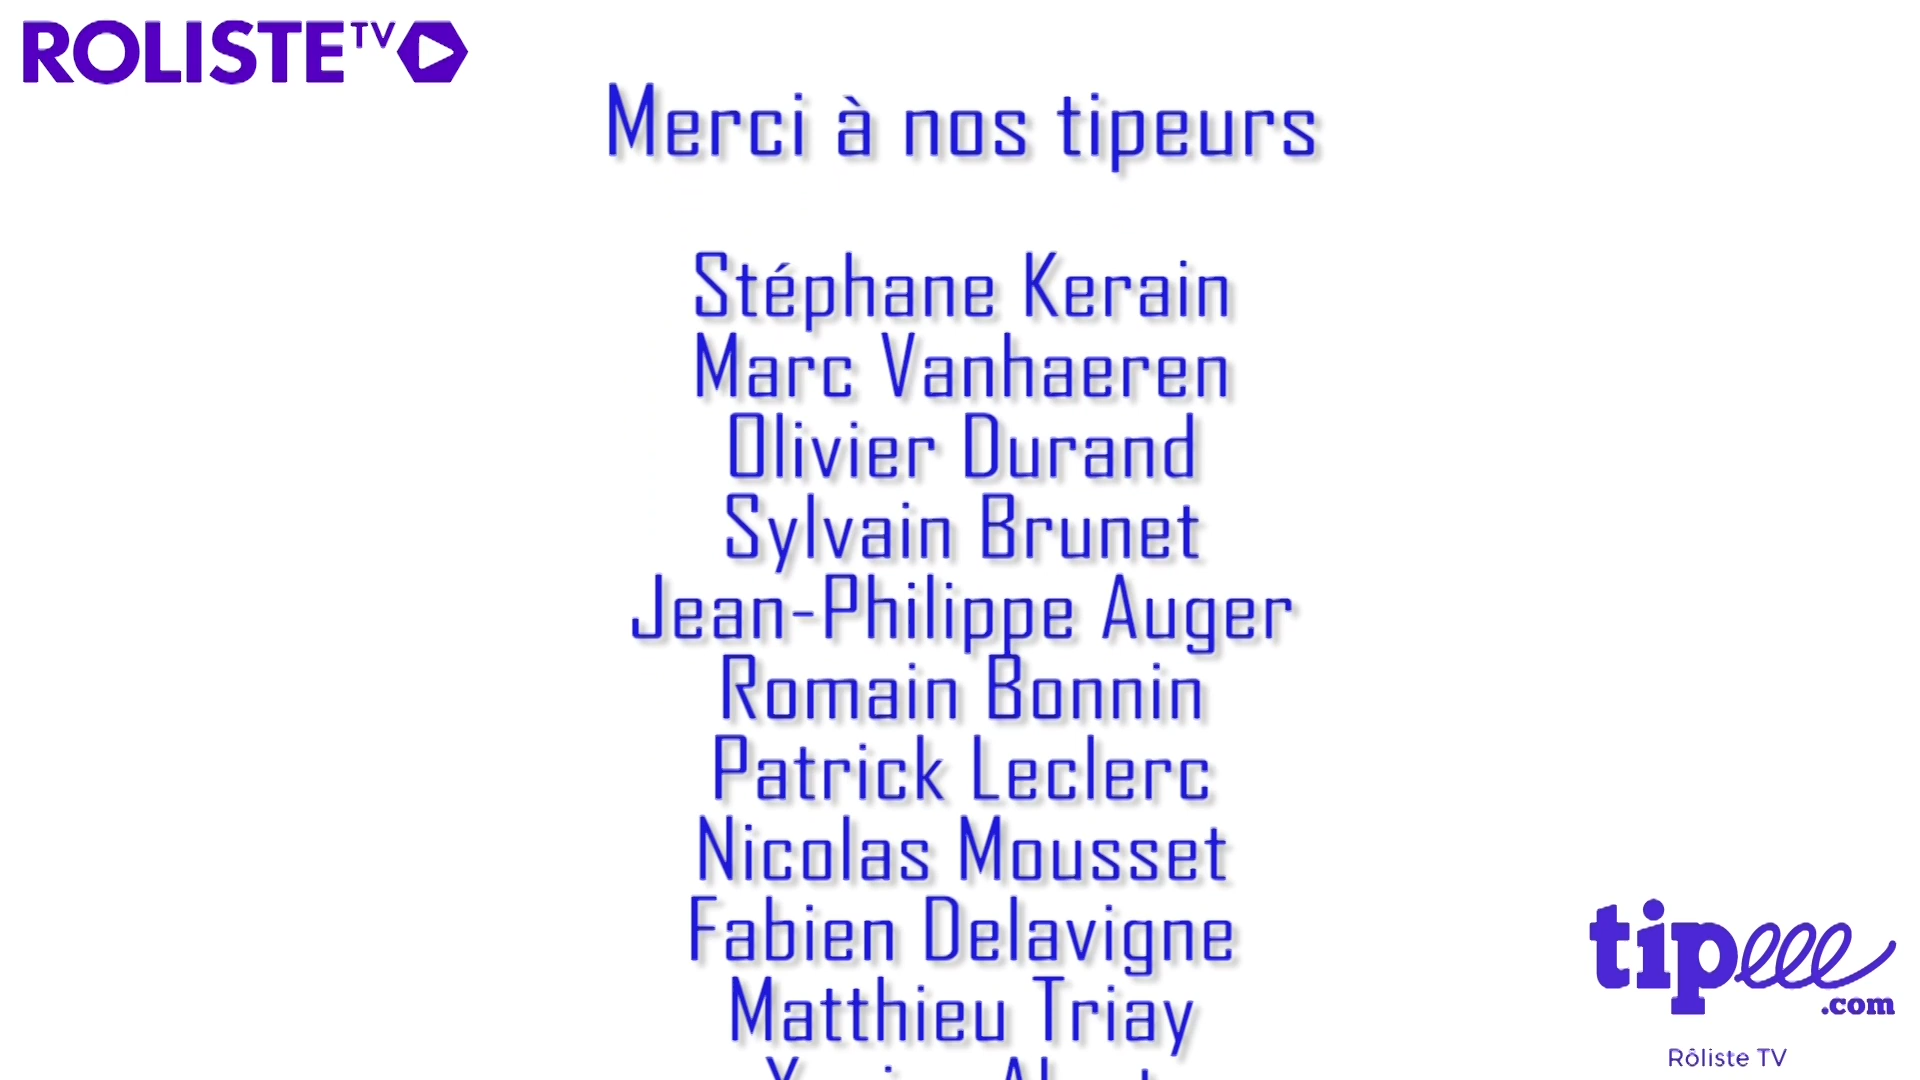 ROLISTE TV
Merci à nos tipeurs
Stéphane Kerain
Marc Vanhaeren
Olivier Durand
Sylvain Brunet
Jean-Philippe Auger
Romain Bonnin
Patrick Leclerc
Nicolas Mousset
Fabien Delavigne
Matthieu Triay
tipeee
.com
Rôliste TV